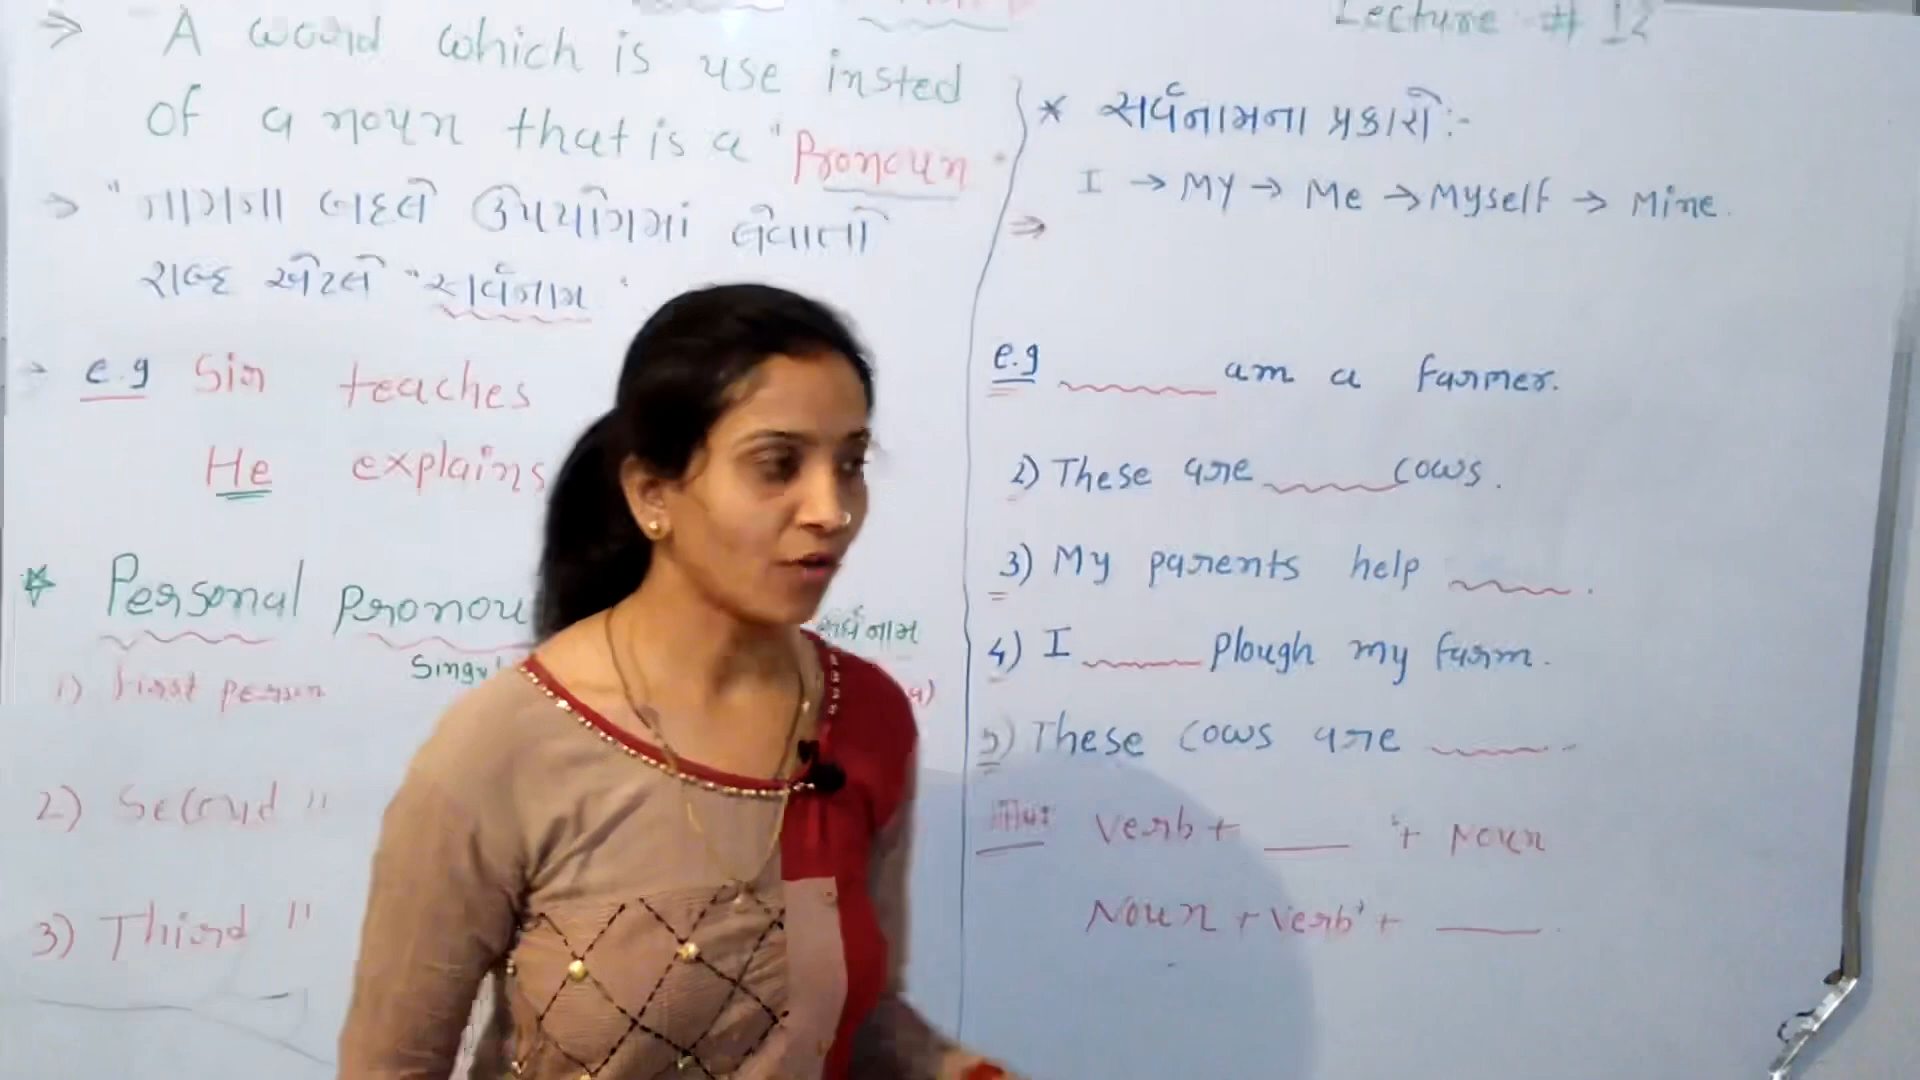 Lecture # 12
⇒ A word which is use insted
of a noun that is a "Pronoun"
⇒ "નામના બદલે ઉપયોગમાં લેવાતો
શબ્દ એટલે "સર્વનામ"
→ e.g Sir teaches
He explains
* Personal Pronou
સર્વનામ
Singul
1) First person
2) Second "
3) Third "
* સર્વનામના પ્રકારો:-
I → My → Me → Myself → Mine.
⇒
e.g ____ am a farmer.
2) These are ____ cows.
3) My parents help ____.
4) I ____ plough my farm.
5) These cows are ____.
Verb + ____ + Noun
Noun + Verb + ____.